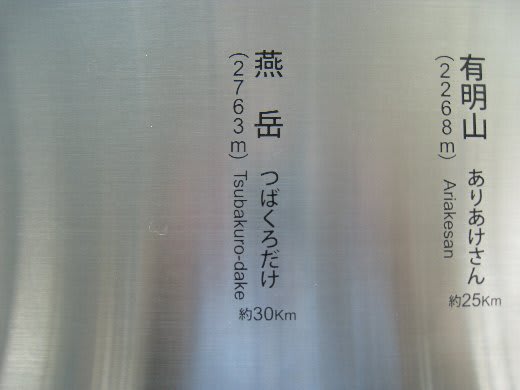 有明山 ありあけさん
(2268m) Ariakesan
約25Km
燕岳 つばくろだけ
(2763m) Tsubakuro-dake
約30Km